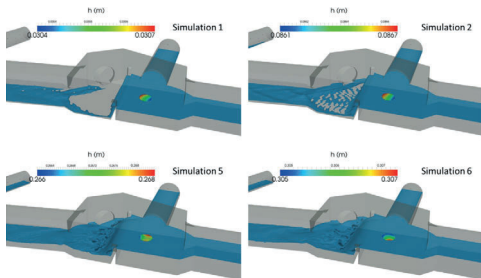 h (m)
Simulation 1
0.0304
0.0307
h (m)
Simulation 2
0.0861
0.0867
h (m)
Simulation 5
0.266
0.268
h (m)
Simulation 6
0.305
0.307